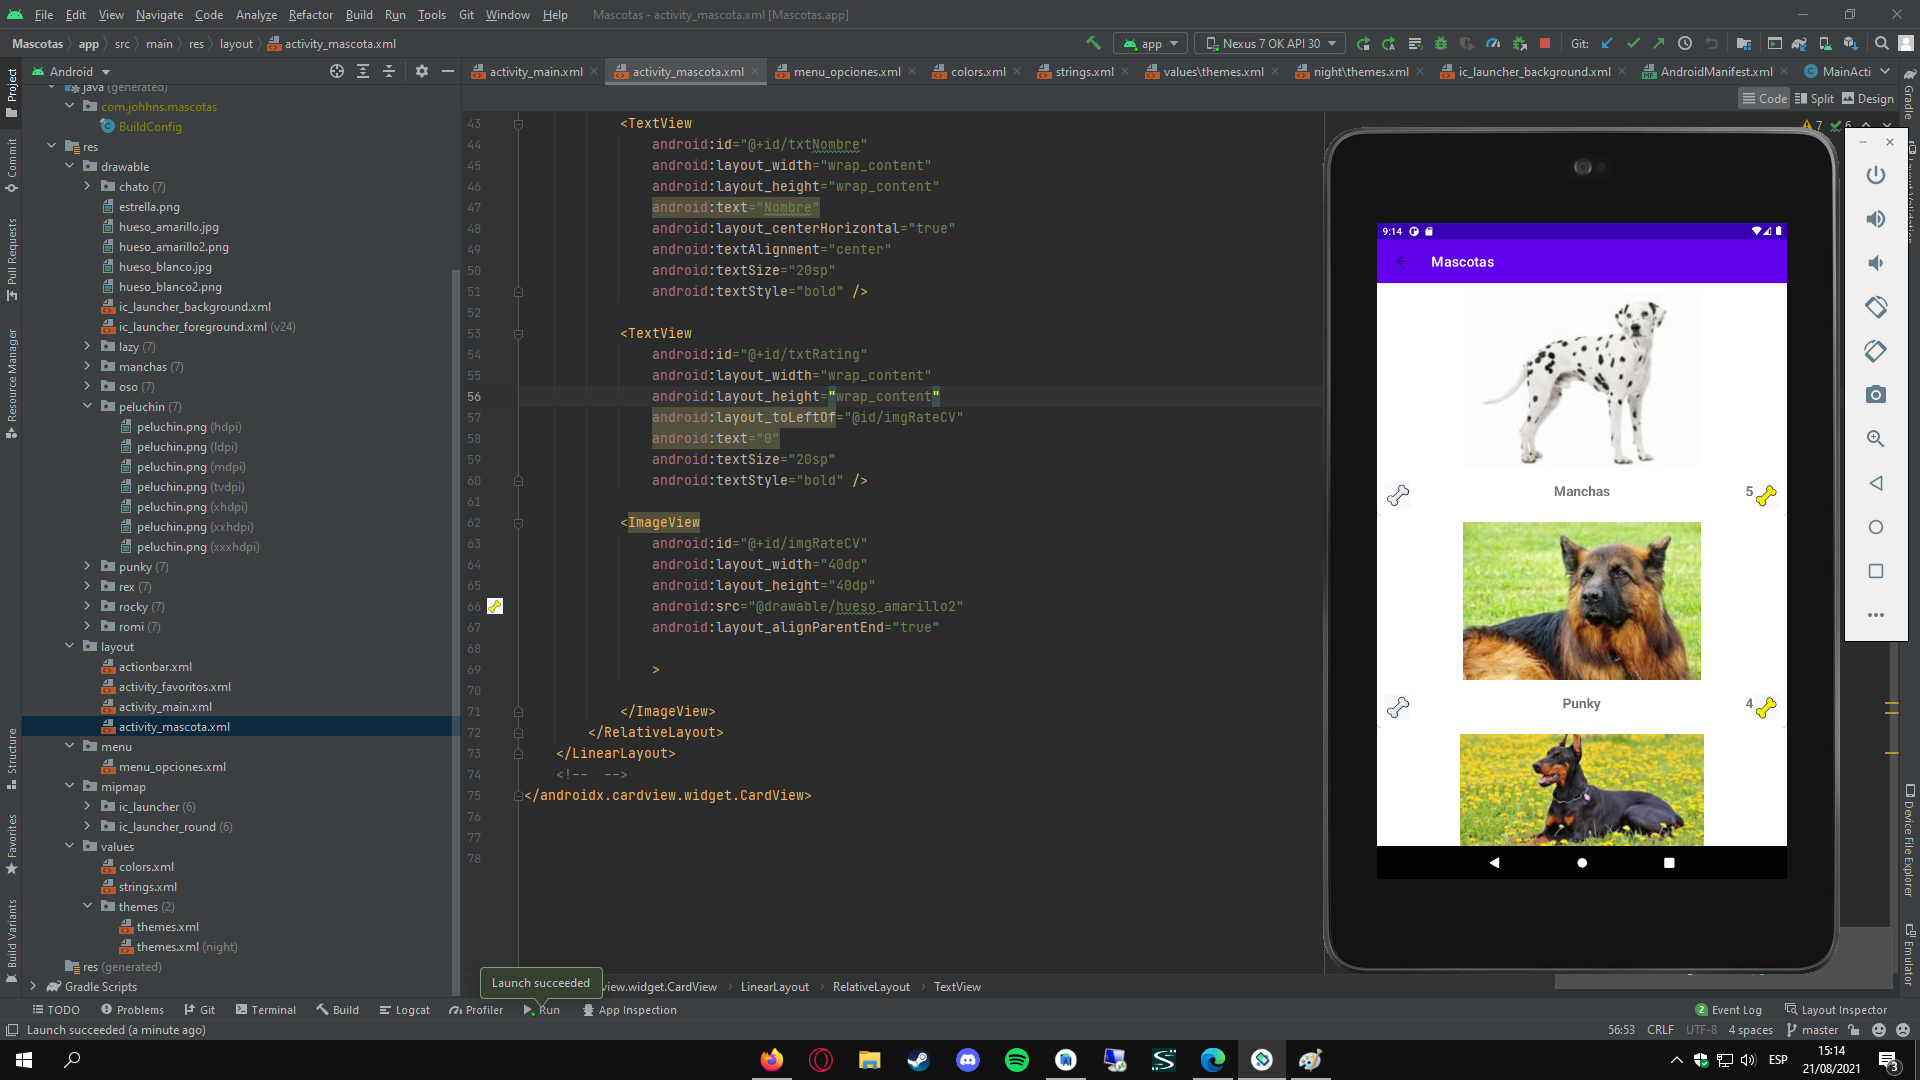 File Edit View Navigate Code Analyze Refactor Build Run Tools Git Window Help Mascotas - activity_mascota.xml [Mascotas.app]
Mascotas app src main res layout activity_mascota.xml app Nexus 7 OK API 30 Git:
Android activity_main.xml activity_mascota.xml menu_opciones.xml colors.xml strings.xml values\themes.xml night\themes.xml ic_launcher_background.xml AndroidManifest.xml MainActi
Code Split Design
7 6
Project
Commit
Pull Requests
Resource Manager
Structure
Favorites
Build Variants
java (generated)
com.johhns.mascotas
BuildConfig
res
drawable
chato (7)
estrella.png
hueso_amarillo.jpg
hueso_amarillo2.png
hueso_blanco.jpg
hueso_blanco2.png
ic_launcher_background.xml
ic_launcher_foreground.xml (v24)
lazy (7)
manchas (7)
oso (7)
peluchin (7)
peluchin.png (hdpi)
peluchin.png (ldpi)
peluchin.png (mdpi)
peluchin.png (tvdpi)
peluchin.png (xhdpi)
peluchin.png (xxhdpi)
peluchin.png (xxxhdpi)
punky (7)
rex (7)
rocky (7)
romi (7)
layout
actionbar.xml
activity_favoritos.xml
activity_main.xml
activity_mascota.xml
menu
menu_opciones.xml
mipmap
ic_launcher (6)
ic_launcher_round (6)
values
colors.xml
strings.xml
themes (2)
themes.xml
themes.xml (night)
res (generated)
Gradle Scripts
43 <TextView
44 android:id="@+id/txtNombre"
45 android:layout_width="wrap_content"
46 android:layout_height="wrap_content"
47 android:text="Nombre"
48 android:layout_centerHorizontal="true"
49 android:textAlignment="center"
50 android:textSize="20sp"
51 android:textStyle="bold" />
52
53 <TextView
54 android:id="@+id/txtRating"
55 android:layout_width="wrap_content"
56 android:layout_height="wrap_content"
57 android:layout_toLeftOf="@id/imgRateCV"
58 android:text="0"
59 android:textSize="20sp"
60 android:textStyle="bold" />
61
62 <ImageView
63 android:id="@+id/imgRateCV"
64 android:layout_width="40dp"
65 android:layout_height="40dp"
66 android:src="@drawable/hueso_amarillo2"
67 android:layout_alignParentEnd="true"
68
69 >
70
71 </ImageView>
72 </RelativeLayout>
73 </LinearLayout>
74 <!-- -->
75 </androidx.cardview.widget.CardView>
76
77
78
9:14
Mascotas
Manchas 5
Punky 4
Gradle
Device File Explorer
Emulator
Launch succeeded
view.widget.CardView LinearLayout RelativeLayout TextView
TODO Problems Git Terminal Build Logcat Profiler Run App Inspection 2 Event Log Layout Inspector
Launch succeeded (a minute ago) 56:53 CRLF UTF-8 4 spaces master
ESP 15:14
21/08/2021 3